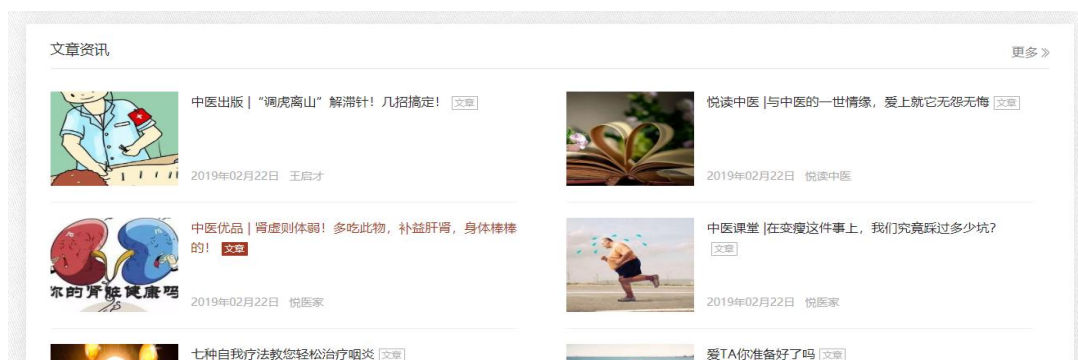 文章资讯
更多 》
中医出版 | “调虎离山”解滞针！几招搞定！ 文章
2019年02月22日 王启才
悦读中医 |与中医的一世情缘，爱上就它无怨无悔 文章
2019年02月22日 悦读中医
中医优品 | 肾虚则体弱！多吃此物，补益肝肾，身体棒棒
的！ 文章
2019年02月22日 悦医家
你的肾脏健康吗
中医课堂 |在变瘦这件事上，我们究竟踩过多少坑？
文章
2019年02月22日 悦医家
七种自我疗法教您轻松治疗咽炎 文章
爱TA你准备好了吗 文章